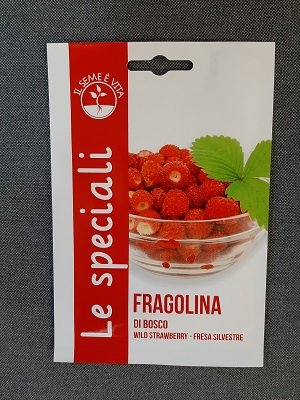 IL SEME È VITA
Le speciali
FRAGOLINA
DI BOSCO
WILD STRAWBERRY - FRESA SILVESTRE